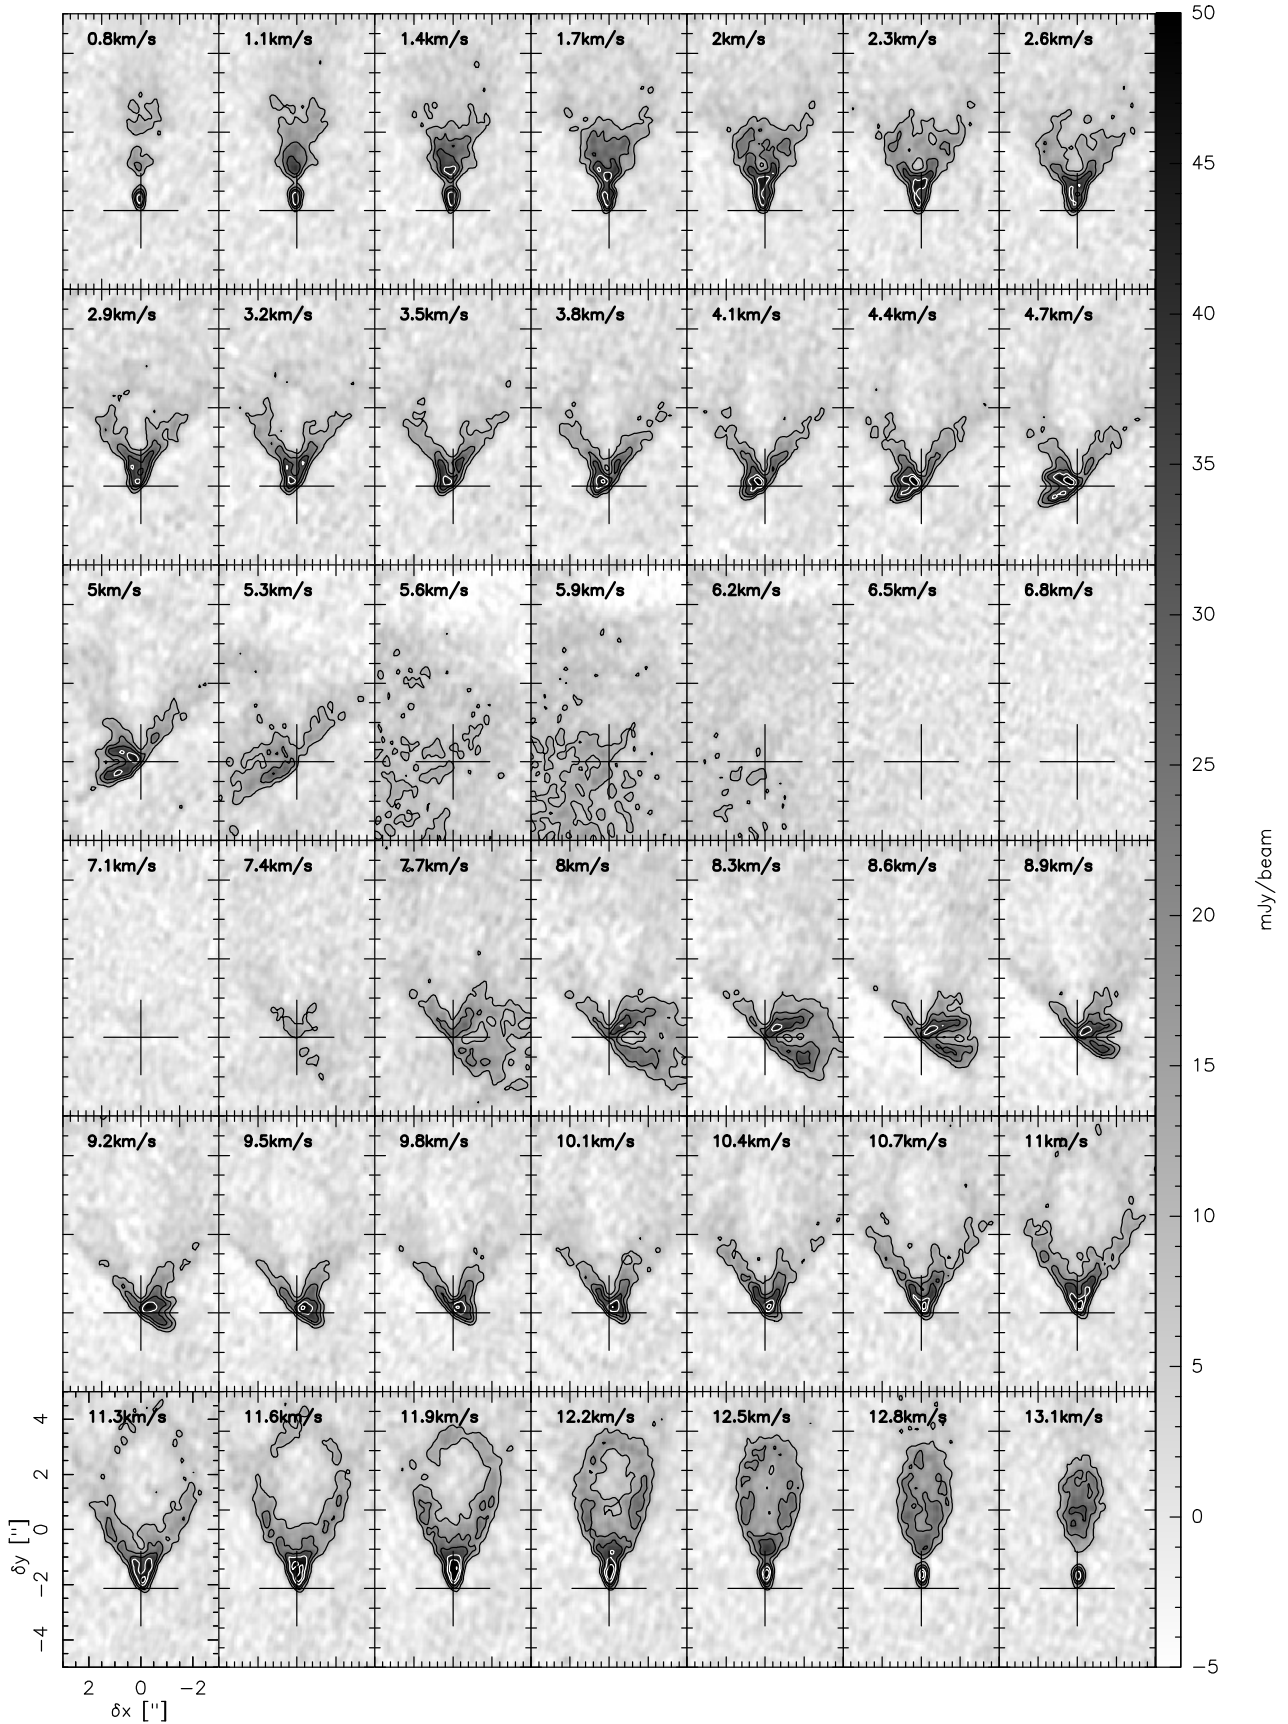 0.8km/s 1.1km/s 1.4km/s 1.7km/s 2km/s 2.3km/s 2.6km/s
2.9km/s 3.2km/s 3.5km/s 3.8km/s 4.1km/s 4.4km/s 4.7km/s
5km/s 5.3km/s 5.6km/s 5.9km/s 6.2km/s 6.5km/s 6.8km/s
7.1km/s 7.4km/s 7.7km/s 8km/s 8.3km/s 8.6km/s 8.9km/s
9.2km/s 9.5km/s 9.8km/s 10.1km/s 10.4km/s 10.7km/s 11km/s
11.3km/s 11.6km/s 11.9km/s 12.2km/s 12.5km/s 12.8km/s 13.1km/s
4
2
0
−2
−4
δy ["]
2 0 −2
δx ["]
50
45
40
35
30
25
20
15
10
5
0
−5
mJy/beam